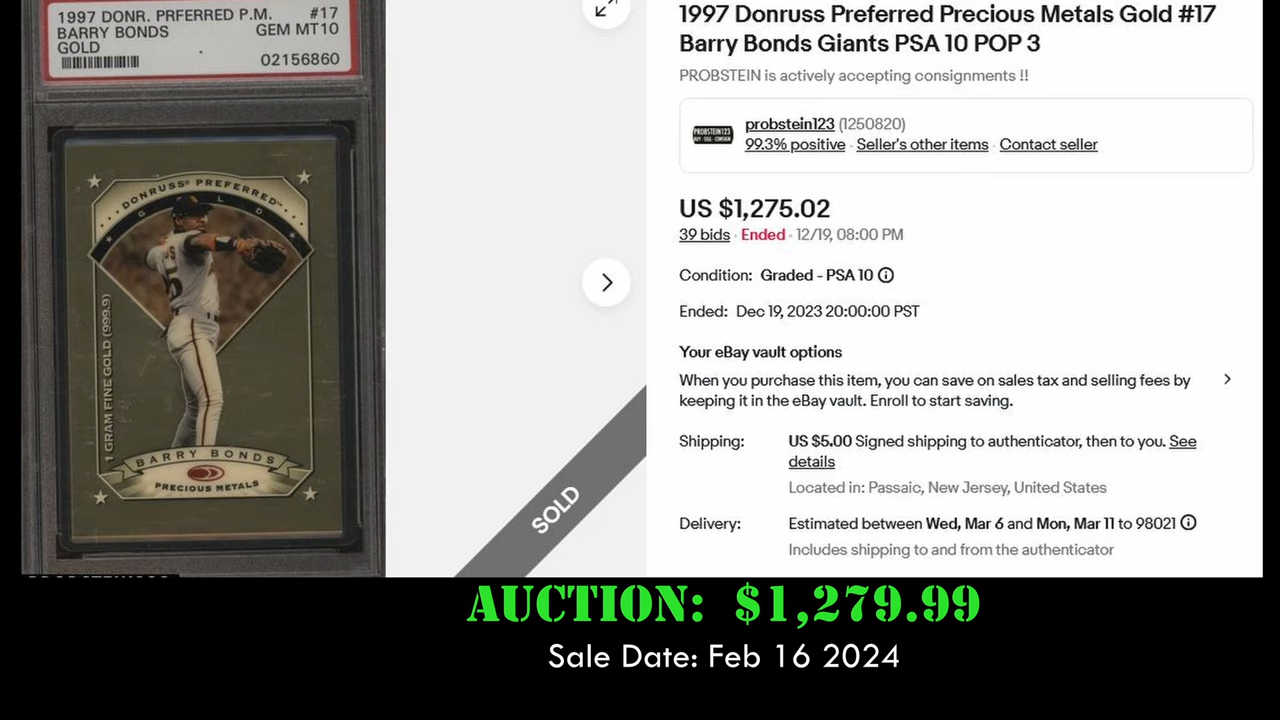 1997 DONR. PRFERRED P.M. #17
BARRY BONDS GEM MT10
GOLD
02156860
DONRUSS® PREFERRED™
GOLD
1 GRAM FINE GOLD (999.9)
BARRY BONDS
PRECIOUS METALS
SOLD
1997 Donruss Preferred Precious Metals Gold #17
Barry Bonds Giants PSA 10 POP 3
PROBSTEIN is actively accepting consignments !!
PROBSTEIN123
probstein123 (1250820)
99.3% positive · Seller's other items · Contact seller
US $1,275.02
39 bids · Ended · 12/19, 08:00 PM
Condition: Graded - PSA 10
Ended: Dec 19, 2023 20:00:00 PST
Your eBay vault options
When you purchase this item, you can save on sales tax and selling fees by
keeping it in the eBay vault. Enroll to start saving.
Shipping: US $5.00 Signed shipping to authenticator, then to you. See
details
Located in: Passaic, New Jersey, United States
Delivery: Estimated between Wed, Mar 6 and Mon, Mar 11 to 98021
Includes shipping to and from the authenticator
AUCTION: $1,279.99
Sale Date: Feb 16 2024